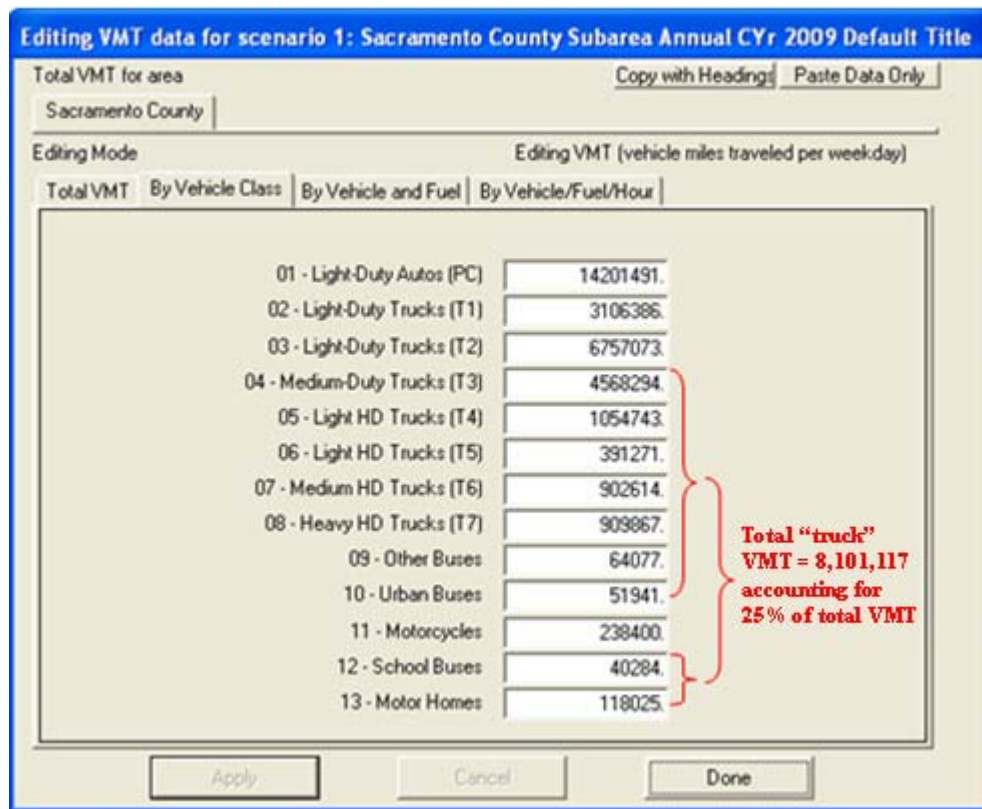 Editing VMT data for scenario 1: Sacramento County Subarea Annual CYr 2009 Default Title
Total VMT for area
Copy with Headings
Paste Data Only
Sacramento County
Editing Mode
Editing VMT (vehicle miles traveled per weekday)
Total VMT
By Vehicle Class
By Vehicle and Fuel
By Vehicle/Fuel/Hour
01 - Light-Duty Autos (PC) 14201491.
02 - Light-Duty Trucks (T1) 3106386.
03 - Light-Duty Trucks (T2) 6757073.
04 - Medium-Duty Trucks (T3) 4568294.
05 - Light HD Trucks (T4) 1054743.
06 - Light HD Trucks (T5) 391271.
07 - Medium HD Trucks (T6) 902614.
08 - Heavy HD Trucks (T7) 909867.
09 - Other Buses 64077.
10 - Urban Buses 51941.
11 - Motorcycles 238400.
12 - School Buses 40284.
13 - Motor Homes 118025.
Total “truck”
VMT = 8,101,117
accounting for
25% of total VMT
Apply
Cancel
Done